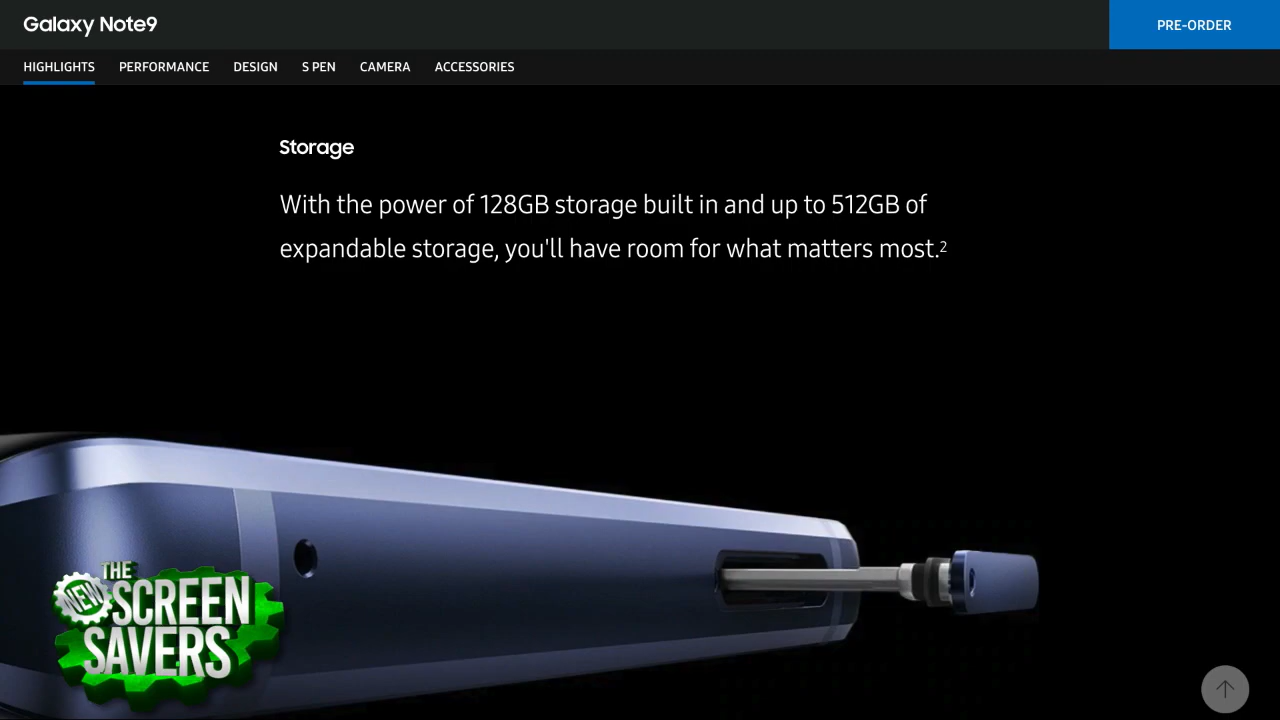 Galaxy Note9
PRE-ORDER
HIGHLIGHTS PERFORMANCE DESIGN S PEN CAMERA ACCESSORIES
Storage
With the power of 128GB storage built in and up to 512GB of
expandable storage, you'll have room for what matters most.2
THE
NEW SCREEN
SAVERS